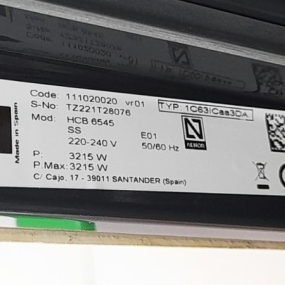 Code: 111020020 vr01
S-No: TZ221T28076 TYP 1C63ICaa3DA
Mod: HCB 6545
SS
220-240 V E01
50/60 Hz
P: 3215 W
P.Max: 3215 W
C/ Cajo, 17 - 39011 SANTANDER (Spain)
Made in Spain
N